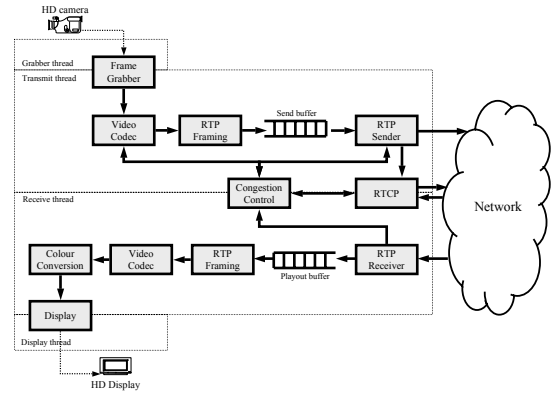 HD camera
Grabber thread
Transmit thread
Frame
Grabber
Video
Codec
RTP
Framing
Send buffer
RTP
Sender
Receive thread
Congestion
Control
RTCP
Network
Colour
Conversion
Video
Codec
RTP
Framing
Playout buffer
RTP
Receiver
Display
Display thread
HD Display